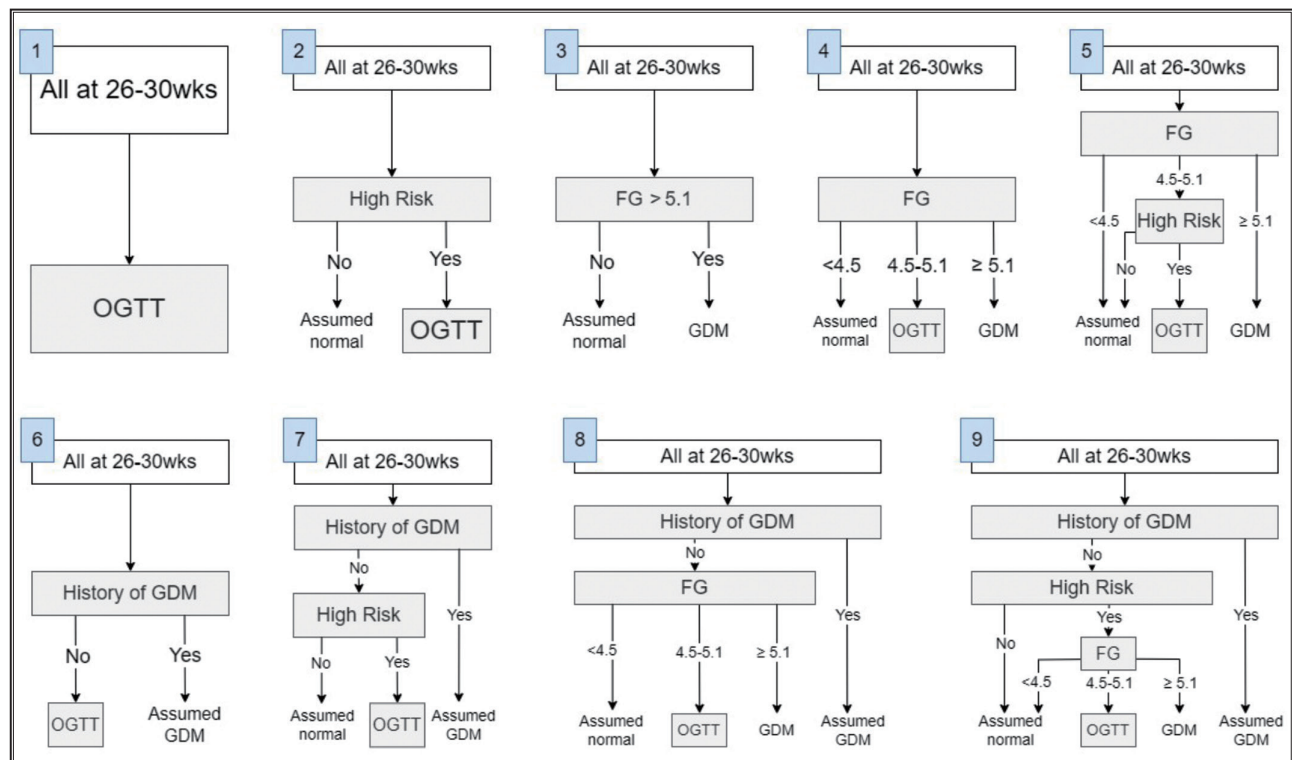 1
All at 26-30wks
OGTT
2
All at 26-30wks
High Risk
No
Yes
Assumed
normal
OGTT
3
All at 26-30wks
FG > 5.1
No
Yes
Assumed
normal
GDM
4
All at 26-30wks
FG
<4.5
4.5-5.1
≥ 5.1
Assumed
normal
OGTT
GDM
5
All at 26-30wks
FG
4.5-5.1
<4.5
High Risk
≥ 5.1
No
Yes
Assumed
normal
OGTT
GDM
6
All at 26-30wks
History of GDM
No
Yes
OGTT
Assumed
GDM
7
All at 26-30wks
History of GDM
No
High Risk
Yes
No
Yes
Assumed
normal
OGTT
Assumed
GDM
8
All at 26-30wks
History of GDM
No
FG
Yes
<4.5
4.5-5.1
≥ 5.1
Assumed
normal
OGTT
GDM
Assumed
GDM
9
All at 26-30wks
History of GDM
No
High Risk
Yes
Yes
No
FG
<4.5
4.5-5.1
≥ 5.1
Assumed
normal
OGTT
GDM
Assumed
GDM